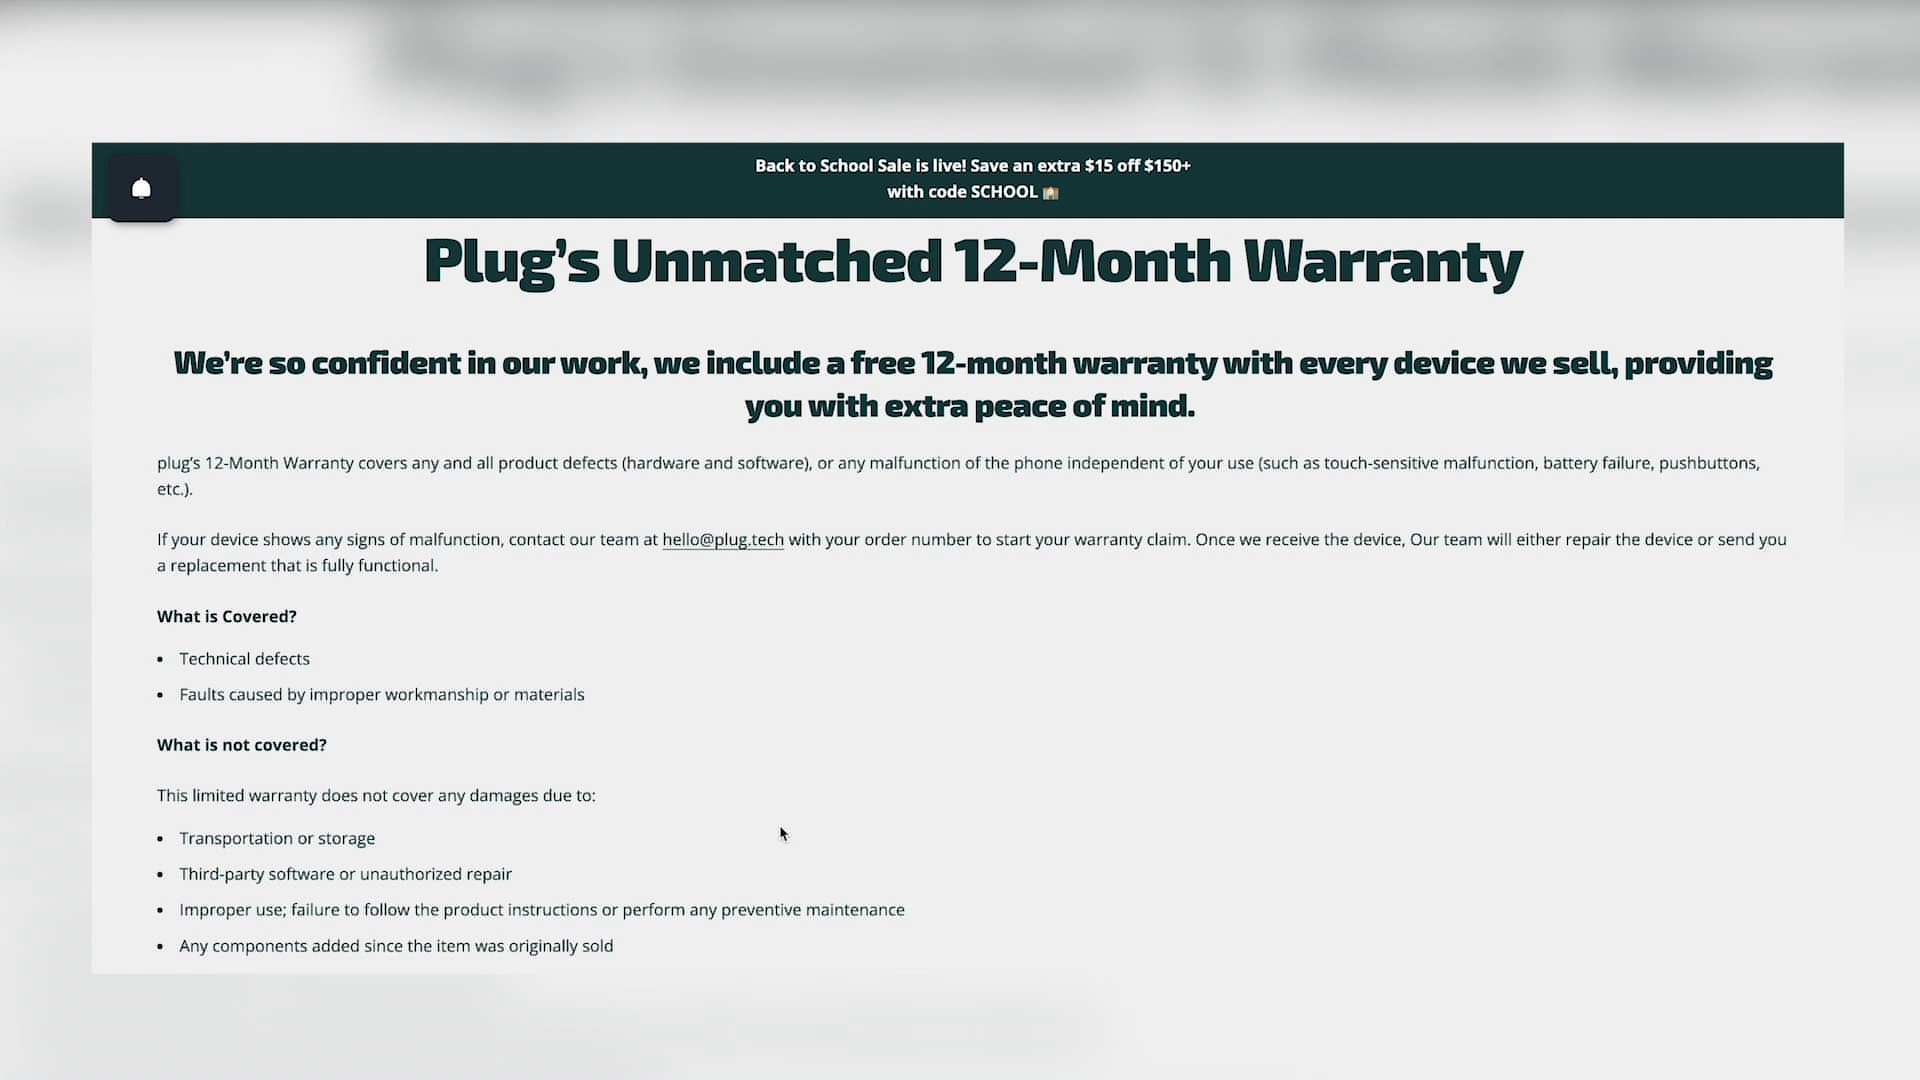 Back to School Sale is live! Save an extra $15 off $150+
with code SCHOOL 🏫
Plug's Unmatched 12-Month Warranty
We're so confident in our work, we include a free 12-month warranty with every device we sell, providing
you with extra peace of mind.
plug's 12-Month Warranty covers any and all product defects (hardware and software), or any malfunction of the phone independent of your use (such as touch-sensitive malfunction, battery failure, pushbuttons,
etc.).
If your device shows any signs of malfunction, contact our team at hello@plug.tech with your order number to start your warranty claim. Once we receive the device, Our team will either repair the device or send you
a replacement that is fully functional.
What is Covered?
• Technical defects
• Faults caused by improper workmanship or materials
What is not covered?
This limited warranty does not cover any damages due to:
• Transportation or storage
• Third-party software or unauthorized repair
• Improper use; failure to follow the product instructions or perform any preventive maintenance
• Any components added since the item was originally sold